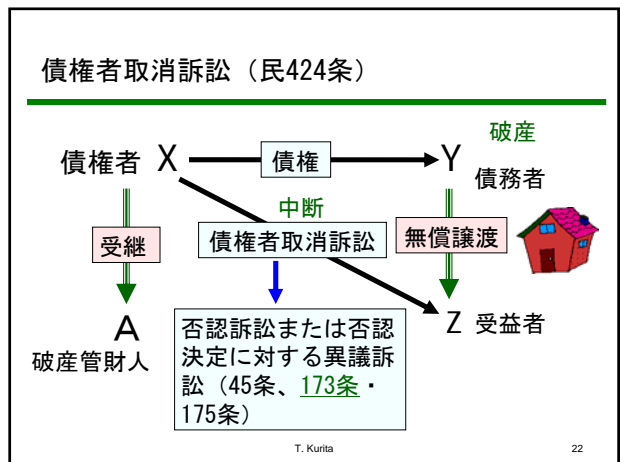 債権者取消訴訟（民424条）
破産
債権者 X
債権
Y
債務者
中断
受継
債権者取消訴訟
無償譲渡
A
破産管財人
否認訴訟または否認
決定に対する異議訴
訟（45条、173条・
175条）
Z 受益者
T. Kurita
22